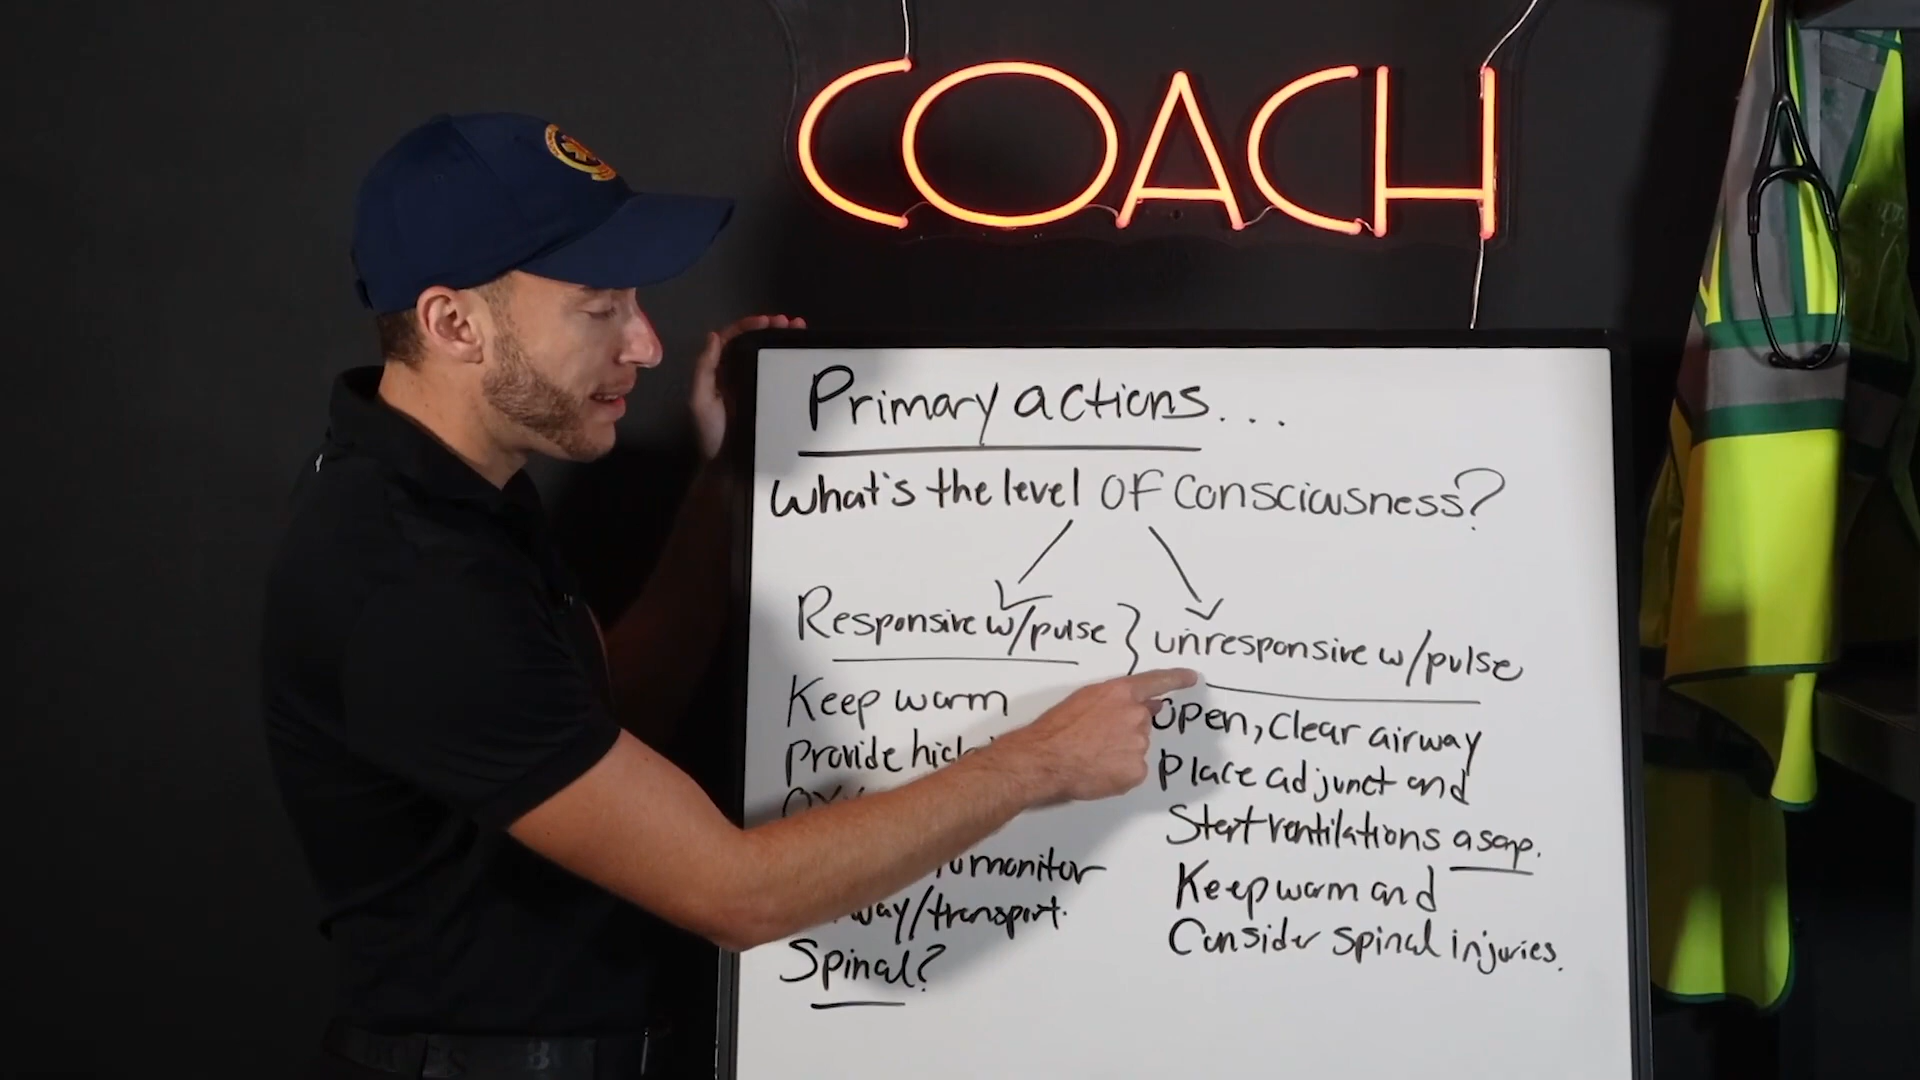 COACH
Primary actions...
What's the level of consciousness?
Responsive w/pulse } unresponsive w/pulse
Keep warm
Provide
monitor
/transport.
Spinal?
Open, Clear airway
Place adjunct and
Start ventilations asap.
Keep warm and
Consider spinal injuries.